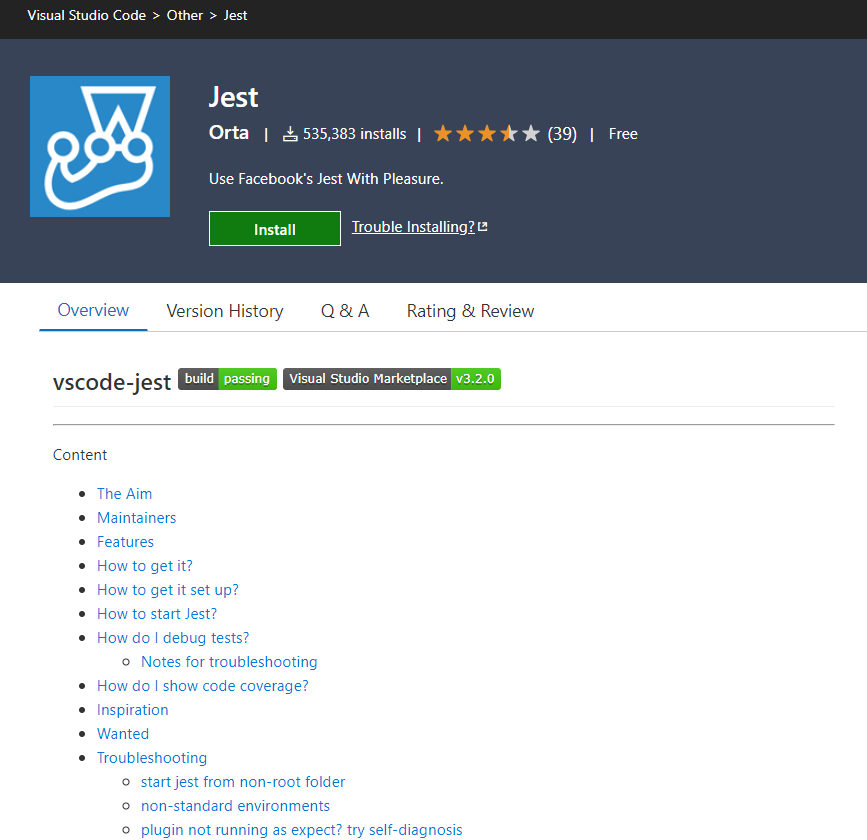 Visual Studio Code > Other > Jest
Jest
Orta | 535,383 installs | (39) | Free
Use Facebook's Jest With Pleasure.
Install Trouble Installing?
Overview Version History Q & A Rating & Review
vscode-jest build passing Visual Studio Marketplace v3.2.0
Content
The Aim
Maintainers
Features
How to get it?
How to get it set up?
How to start Jest?
How do I debug tests?
Notes for troubleshooting
How do I show code coverage?
Inspiration
Wanted
Troubleshooting
start jest from non-root folder
non-standard environments
plugin not running as expect? try self-diagnosis